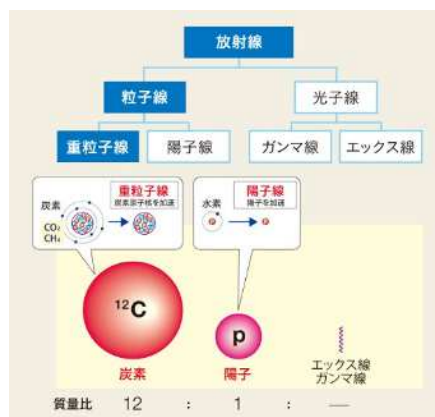 放射線
粒子線 光子線
重粒子線 陽子線 ガンマ線 エックス線
重粒子線
炭素原子核を加速
炭素
CO₂
CH₄
陽子線
陽子を加速
水素
P P
¹²C
p
炭素 陽子
エックス線
ガンマ線
質量比 12 : 1 : —